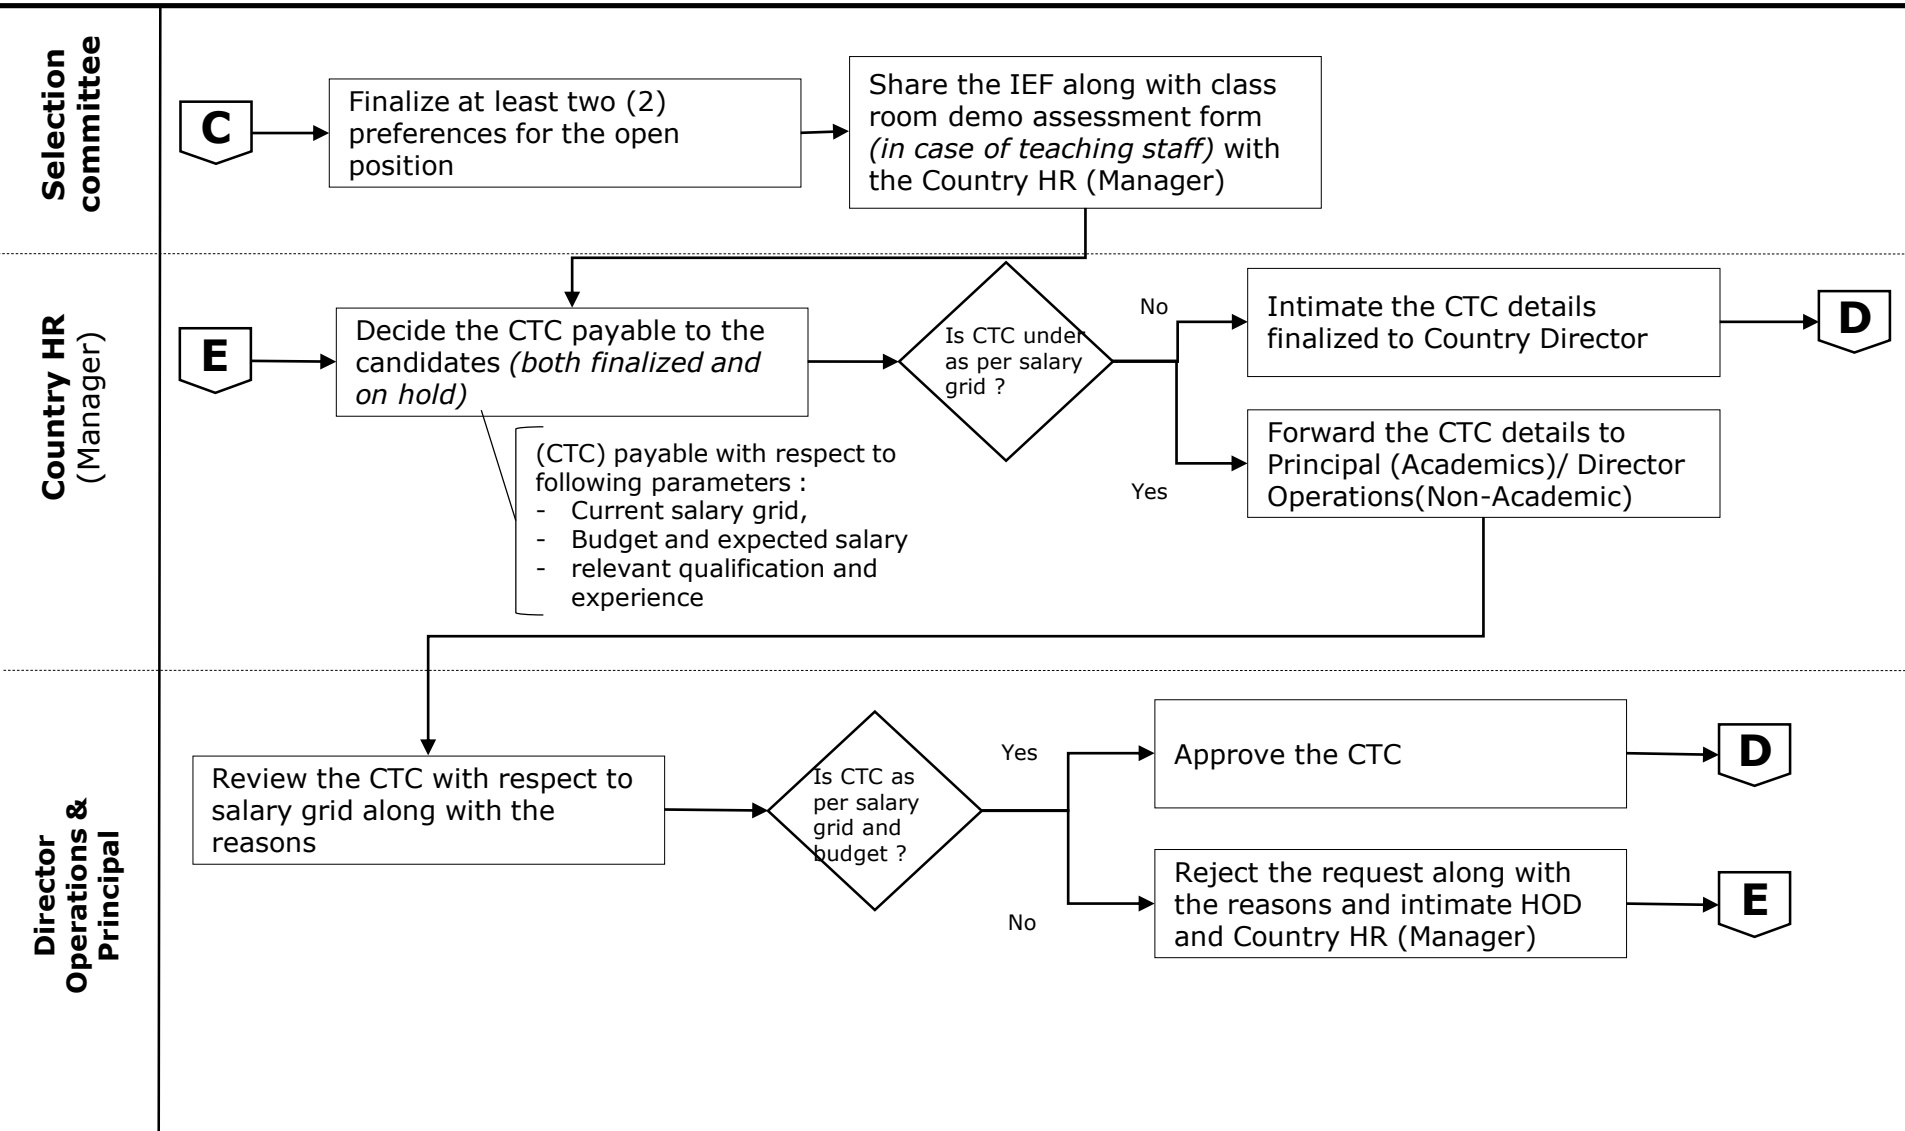 Selection
committee
C
Finalize at least two (2)
preferences for the open
position
Share the IEF along with class
room demo assessment form
(in case of teaching staff) with
the Country HR (Manager)
Country HR
(Manager)
E
Decide the CTC payable to the
candidates (both finalized and
on hold)
(CTC) payable with respect to
following parameters :
- Current salary grid,
- Budget and expected salary
- relevant qualification and
experience
Is CTC under
as per salary
grid ?
No
Intimate the CTC details
finalized to Country Director
D
Yes
Forward the CTC details to
Principal (Academics)/ Director
Operations(Non-Academic)
Director
Operations &
Principal
Review the CTC with respect to
salary grid along with the
reasons
Is CTC as
per salary
grid and
budget ?
Yes
Approve the CTC
D
No
Reject the request along with
the reasons and intimate HOD
and Country HR (Manager)
E